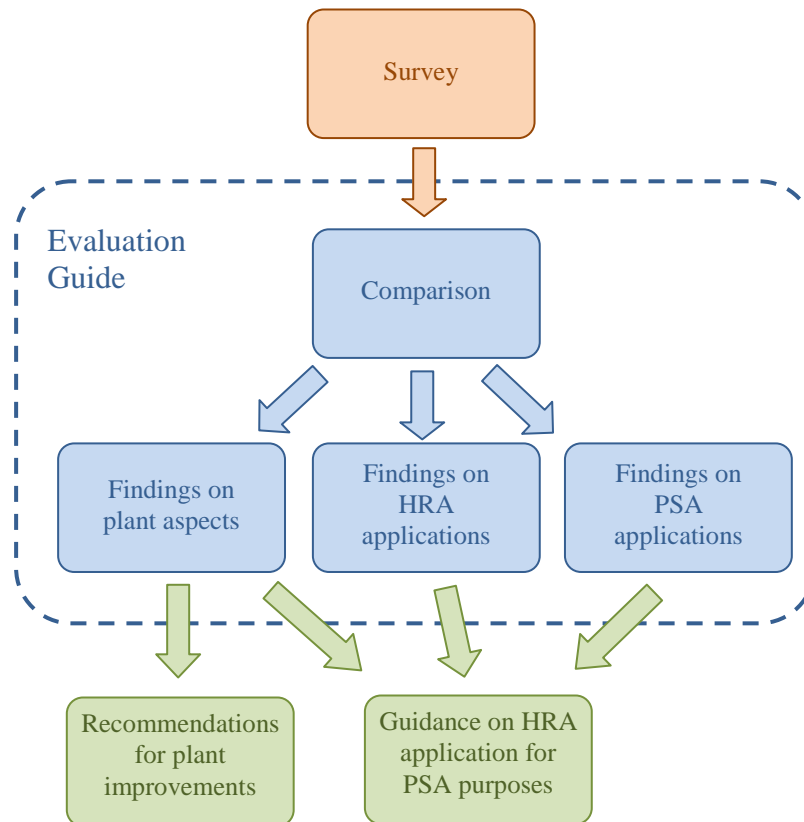 Survey
Evaluation
Guide
Comparison
Findings on
plant aspects
Findings on
HRA
applications
Findings on
PSA
applications
Recommendations
for plant
improvements
Guidance on HRA
application for
PSA purposes